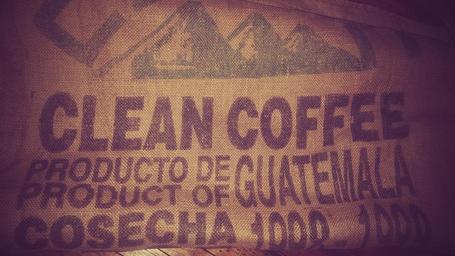 CLEAN COFFEE
PRODUCTO DE
PRODUCT OF GUATEMALA
COSECHA